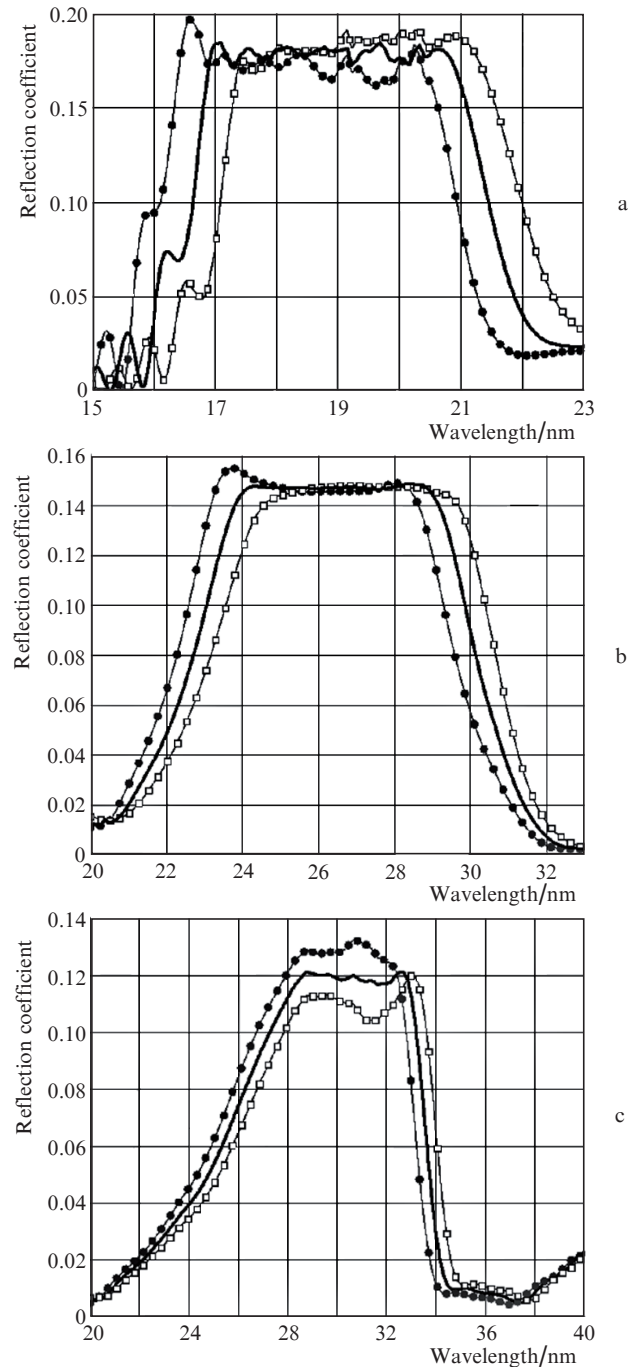 Reflection coefficient
0.20
0.15
0.10
0.05
0
15 17 19 21 23
Wavelength/nm
a
Reflection coefficient
0.16
0.14
0.12
0.10
0.08
0.06
0.04
0.02
0
20 22 24 26 28 30 32
Wavelength/nm
b
Reflection coefficient
0.14
0.12
0.10
0.08
0.06
0.04
0.02
0
20 24 28 32 36 40
Wavelength/nm
c